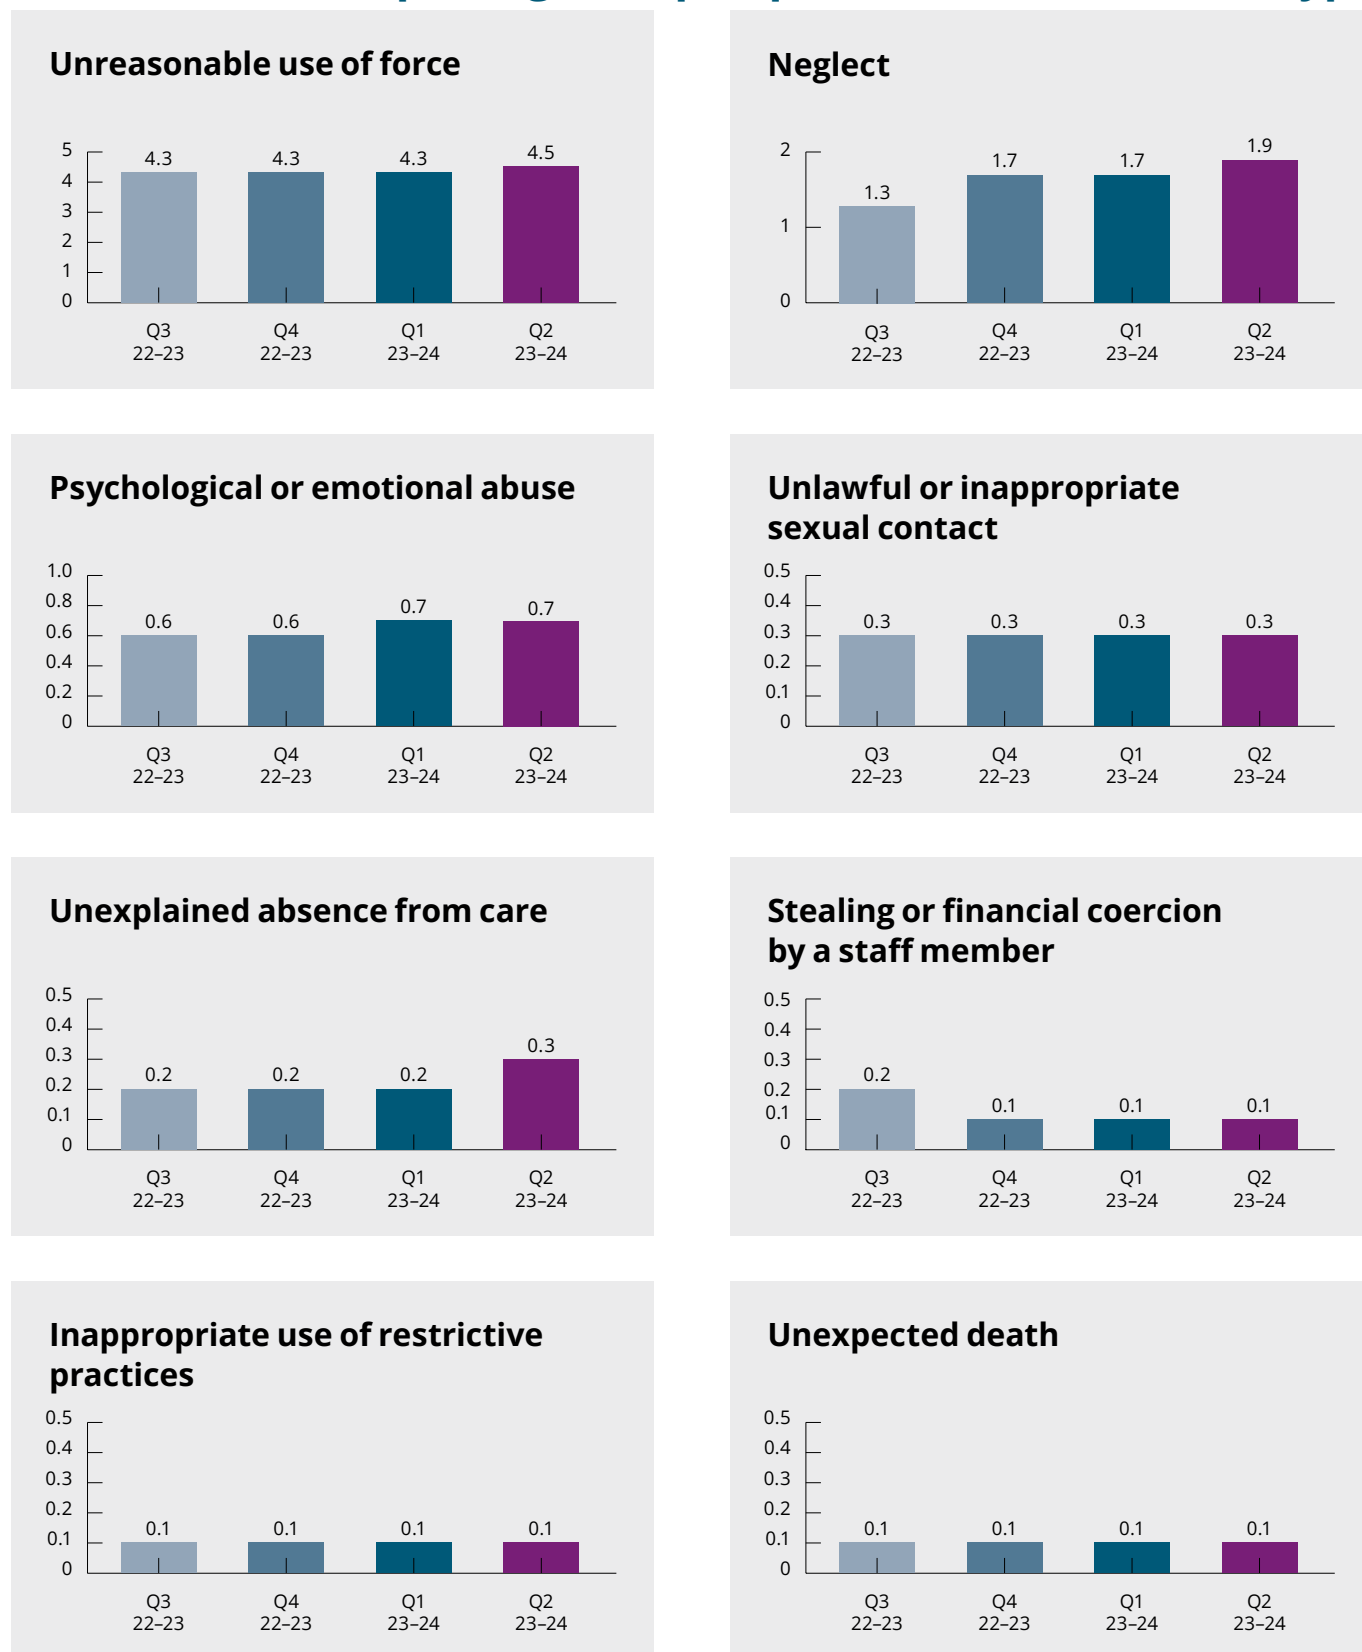 Unreasonable use of force
5
4
3
2
1
0
4.3
4.3
4.3
4.5
Q3
22–23
Q4
22–23
Q1
23–24
Q2
23–24
Neglect
2
1
0
1.3
1.7
1.7
1.9
Q3
22–23
Q4
22–23
Q1
23–24
Q2
23–24
Psychological or emotional abuse
1.0
0.8
0.6
0.4
0.2
0
0.6
0.6
0.7
0.7
Q3
22–23
Q4
22–23
Q1
23–24
Q2
23–24
Unlawful or inappropriate
sexual contact
0.5
0.4
0.3
0.2
0.1
0
0.3
0.3
0.3
0.3
Q3
22–23
Q4
22–23
Q1
23–24
Q2
23–24
Unexplained absence from care
0.5
0.4
0.3
0.2
0.1
0
0.2
0.2
0.2
0.3
Q3
22–23
Q4
22–23
Q1
23–24
Q2
23–24
Stealing or financial coercion
by a staff member
0.5
0.4
0.3
0.2
0.1
0
0.2
0.1
0.1
0.1
Q3
22–23
Q4
22–23
Q1
23–24
Q2
23–24
Inappropriate use of restrictive
practices
0.5
0.4
0.3
0.2
0.1
0
0.1
0.1
0.1
0.1
Q3
22–23
Q4
22–23
Q1
23–24
Q2
23–24
Unexpected death
0.5
0.4
0.3
0.2
0.1
0
0.1
0.1
0.1
0.1
Q3
22–23
Q4
22–23
Q1
23–24
Q2
23–24